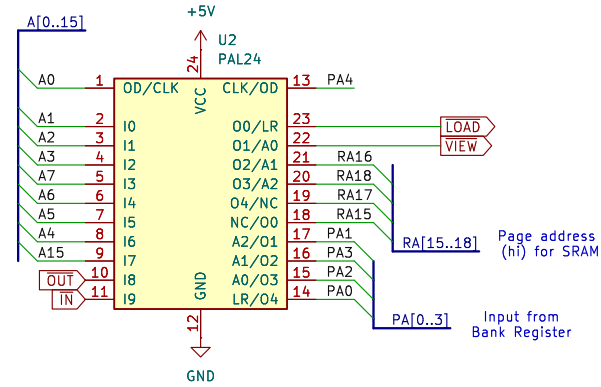 +5V
A[0..15]
U2
PAL24
24
A0 1 OD/CLK VCC CLK/OD 13 PA4
A1 2 I0 O0/LR 23 LOAD
A2 3 I1 O1/A0 22 VIEW
A3 4 I2 O2/A1 21 RA16
A7 5 I3 O3/A2 20 RA18
A6 6 I4 O4/NC 19 RA17
A5 7 I5 NC/O0 18 RA15
A4 8 I6 A2/O1 17 PA1
A15 9 I7 A1/O2 16 PA3
OUT 10 I8 A0/O3 15 PA2
IN 11 I9 GND LR/O4 14 PA0
RA[15..18]
Page address
(hi) for SRAM
PA[0..3]
Input from
Bank Register
12
GND